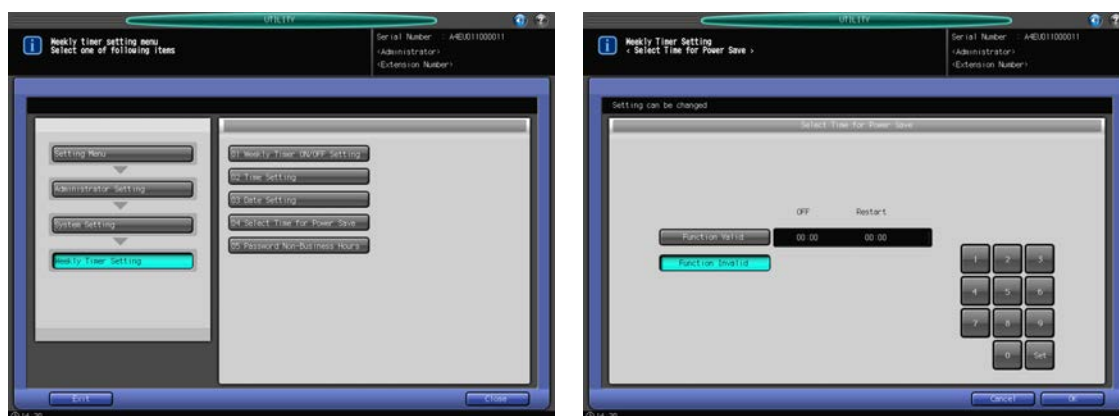 UTILITY
Weekly timer setting menu
Select one of following items
Serial Number : A4EU011000011
<Administrator>
<Extension Number>
Setting Menu
Administrator Setting
System Setting
Weekly Timer Setting
01 Weekly Timer ON/OFF Setting
02 Time Setting
03 Date Setting
04 Select Time for Power Save
05 Password Non-Business Hours
Exit
Close
UTILITY
Weekly Timer Setting
< Select Time for Power Save >
Serial Number : A4EU011000011
<Administrator>
<Extension Number>
Setting can be changed
Select Time for Power Save
OFF Restart
Function Valid 00:00 00:00
Function Invalid
1 2 3
4 5 6
7 8 9
0 Set
Cancel OK